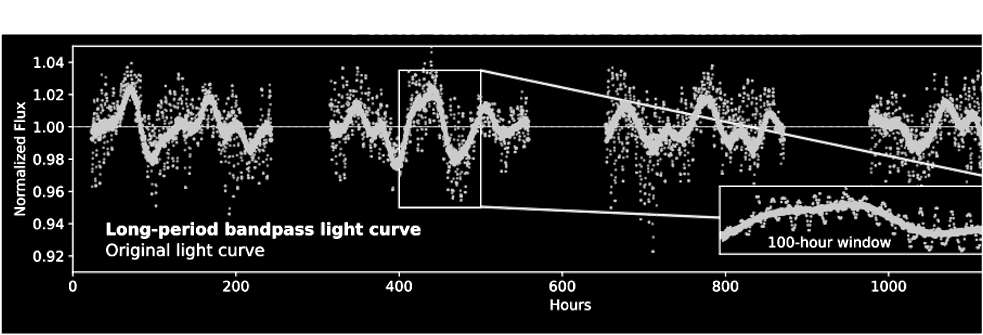 1.04
1.02
1.00
0.98
0.96
0.94
0.92
Normalized Flux
Long-period bandpass light curve
Original light curve
100-hour window
0 200 400 600 800 1000
Hours